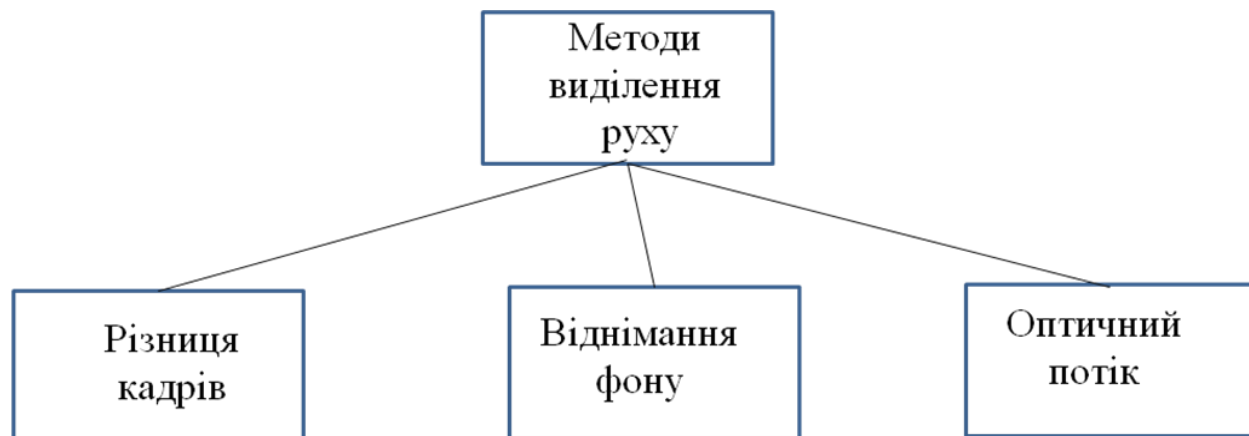 Методи
виділення
руху
Різниця
кадрів
Віднімання
фону
Оптичний
потік